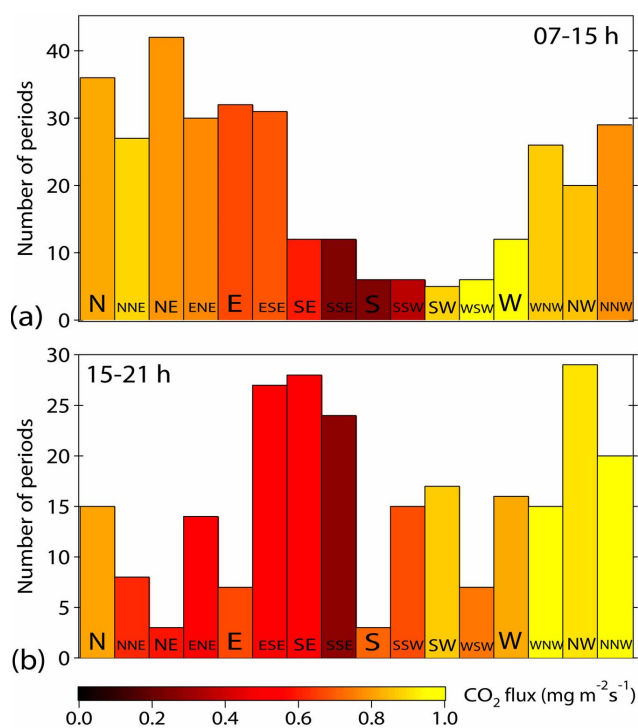 07-15 h
40
30
20
10
0
Number of periods
N NNE NE ENE E ESE SE SSE S SSW SW WSW W WNW NW NNW
(a)
15-21 h
30
25
20
15
10
5
0
Number of periods
N NNE NE ENE E ESE SE SSE S SSW SW WSW W WNW NW NNW
(b)
0.0 0.2 0.4 0.6 0.8 1.0
CO₂ flux (mg m⁻²s⁻¹)